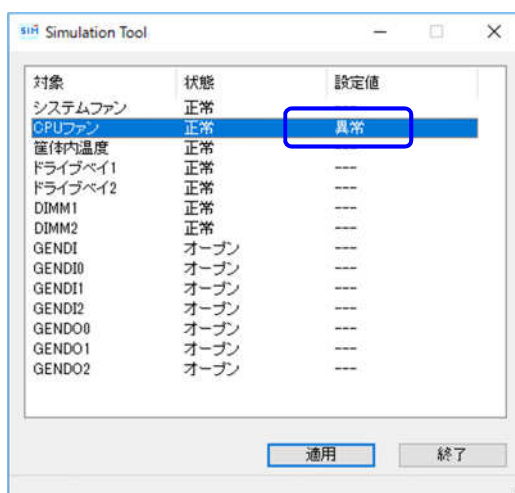 SIM Simulation Tool
対象 状態 設定値
システムファン 正常 ---
CPUファン 正常 異常
筐体内温度 正常 ---
ドライブベイ1 正常 ---
ドライブベイ2 正常 ---
DIMM1 正常 ---
DIMM2 正常 ---
GENDI オープン ---
GENDI0 オープン ---
GENDI1 オープン ---
GENDI2 オープン ---
GENDO0 オープン ---
GENDO1 オープン ---
GENDO2 オープン ---
適用 終了